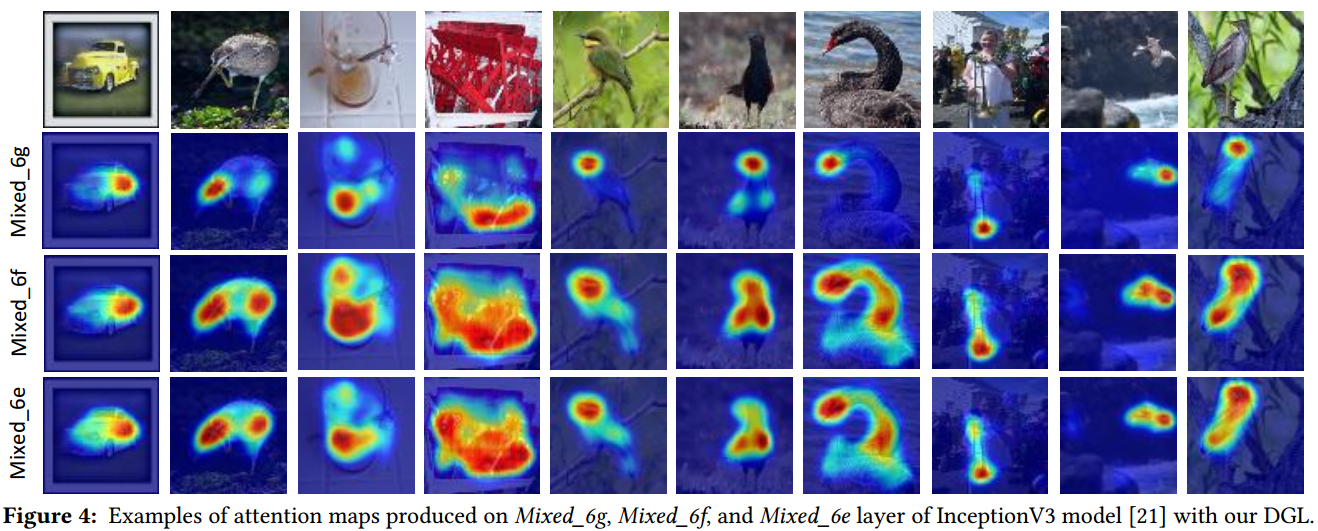 Mixed_6g
Mixed_6f
Mixed_6e
Figure 4: Examples of attention maps produced on Mixed_6g, Mixed_6f, and Mixed_6e layer of InceptionV3 model [21] with our DGL.